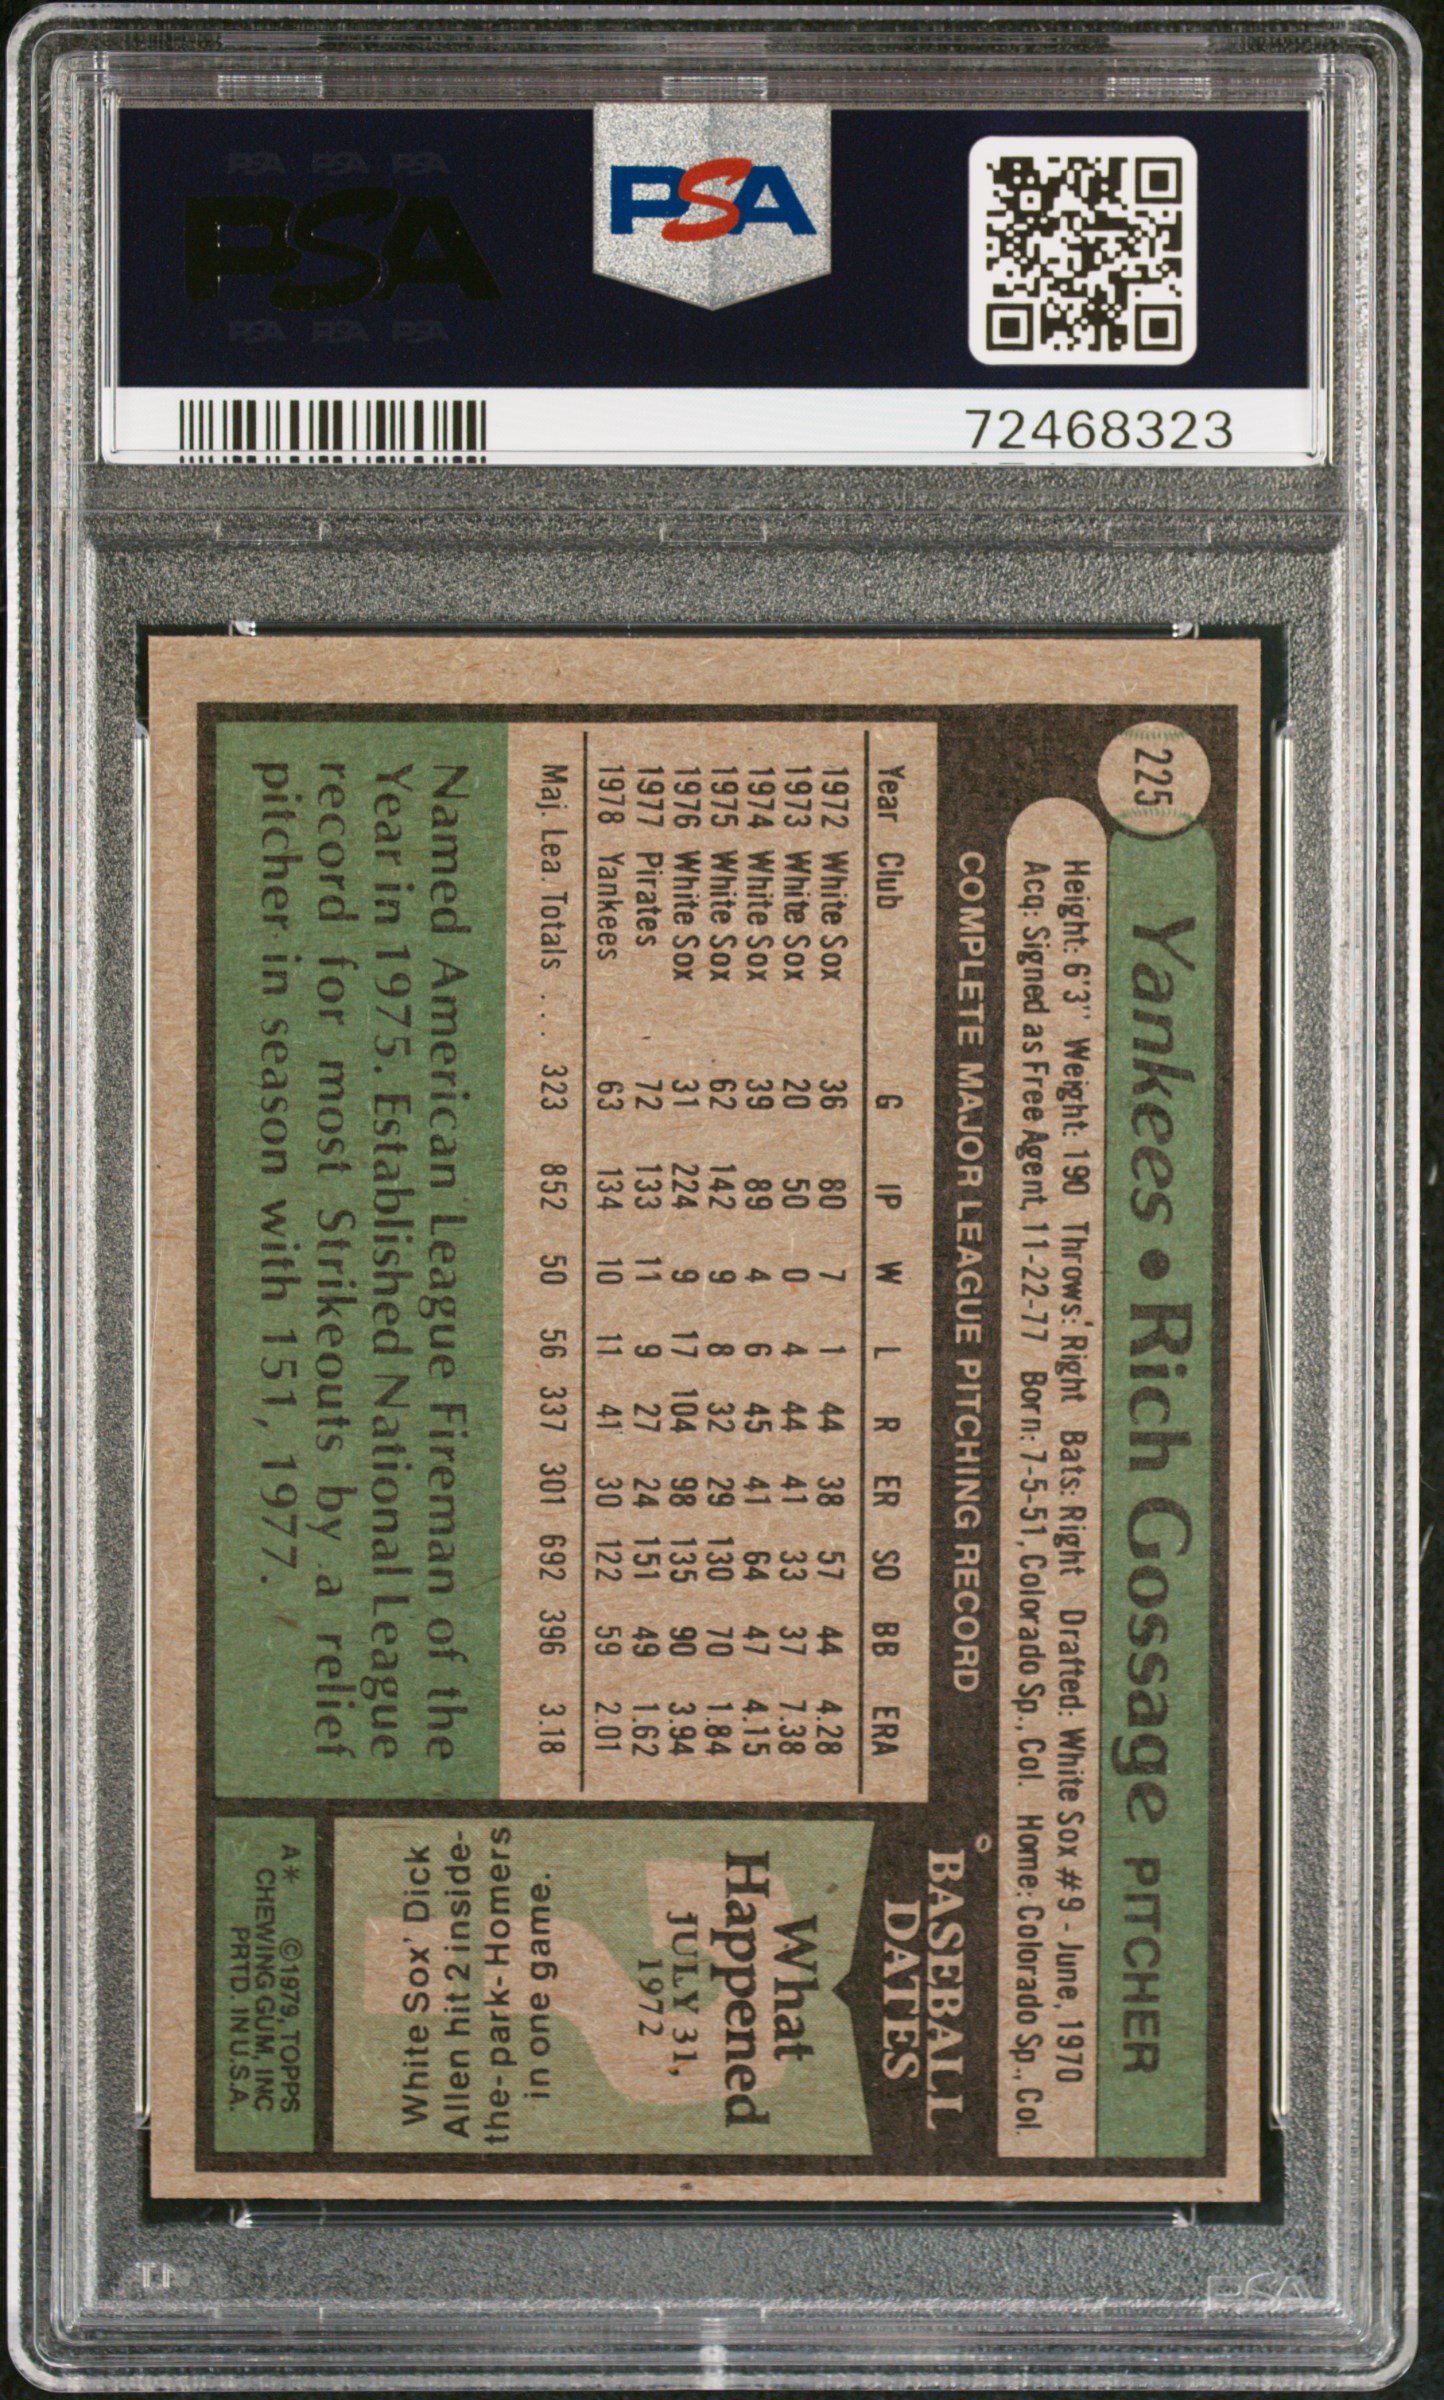 PSA PSA PSA
PSA
PSA PSA PSA
PSA
72468323
225
Yankees • Rich Gossage PITCHER
Height: 6'3" Weight: 190 Throws: Right Bats: Right Drafted: White Sox #9 - June, 1970
Acq: Signed as Free Agent, 11-22-77 Born: 7-5-51, Colorado Sp., Col. Home: Colorado Sp., Col.
COMPLETE MAJOR LEAGUE PITCHING RECORD
Year Club G IP W L R ER SO BB ERA
1972 White Sox 36 80 7 1 44 38 57 44 4.28
1973 White Sox 20 50 0 4 44 41 33 37 7.38
1974 White Sox 39 89 4 6 45 41 64 47 4.15
1975 White Sox 62 142 9 8 32 29 130 70 1.84
1976 White Sox 31 224 9 17 104 98 135 90 3.94
1977 Pirates 72 133 11 9 27 24 151 49 1.62
1978 Yankees 63 134 10 11 41 30 122 59 2.01
Maj. Lea. Totals . . . 323 852 50 56 337 301 692 396 3.18
Named American League Fireman of the
Year in 1975. Established National League
record for most Strikeouts by a relief
pitcher in season with 151, 1977.
©
BASEBALL
DATES
What
Happened
JULY 31,
1972
White Sox' Dick
Allen hit 2 inside-
the-park-Homers
in one game.
A* ©1979, TOPPS
CHEWING GUM, INC
PRTD. IN U.S.A.
PSA